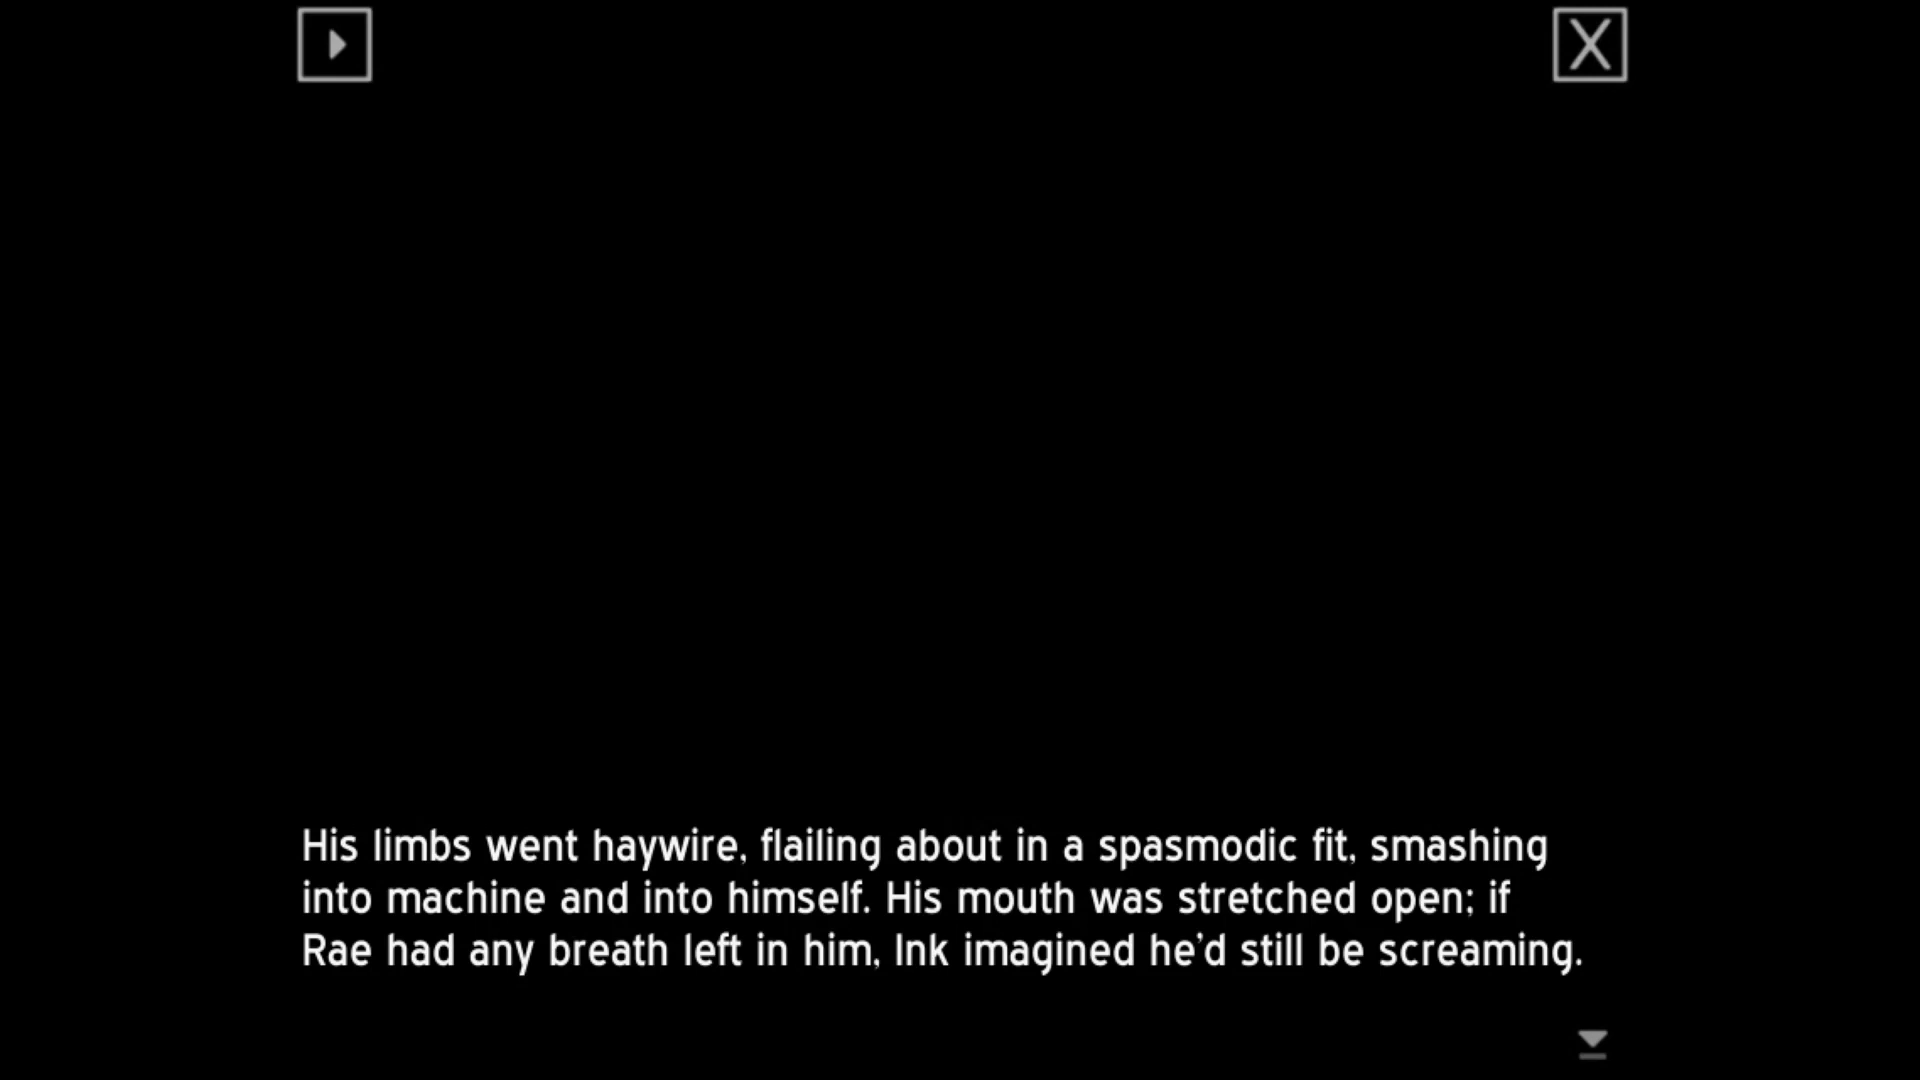 X
His limbs went haywire, flailing about in a spasmodic fit, smashing
into machine and into himself. His mouth was stretched open; if
Rae had any breath left in him, Ink imagined he'd still be screaming.